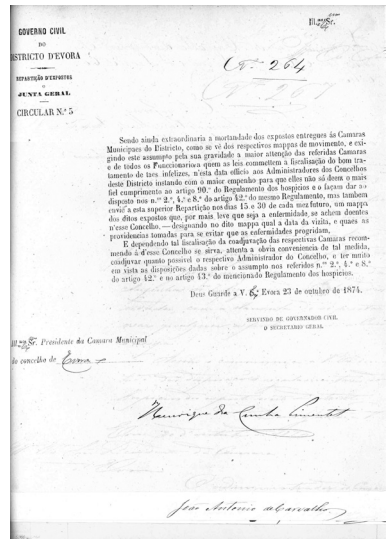 GOVERNO CIVIL
DO
DISTRICTO D'EVORA
REPARTIÇÃO D'EXPOSTOS
JUNTA GERAL
CIRCULAR N.º 5
Ill.mo Sr.
N.º 264
Sendo ainda extraordinaria a mortandade dos expostos entregues ás Camaras
Municipaes do Districto, como se vê dos respectivos mappas de movimento, e exi-
gindo este assumpto pela sua gravidade a maior attenção das referidas Camaras
e de todos os Funccionarios a quem as leis commettem a fiscalisação do bom tra-
tamento de taes infelizes, n'esta data officio aos Administradores dos Concelhos
deste Districto instando com o maior empenho para que elles não só deem o mais
fiel cumprimento ao artigo 90.º do Regulamento dos hospicios e o façam dar ao
disposto nos n.os 2.º, 4.º e 8.º do artigo 42.º do mesmo Regulamento, mas tambem
enviem a esta superior Repartição nos dias 15 e 30 de cada mez futuro, um mappa
dos ditos expostos que, por mais leve que seja a enfermidade, se achem doentes
n'esse Concelho,—designando no dito mappa qual a data da visita, e quaes as
providencias tomadas para se evitar que as enfermidades progridam.
E dependendo tal fiscalisação da coadjuvação das respectivas Camaras recom-
mendo á d'esse Concelho se sirva, attenta a obvia conveniencia de tal medida,
coadjuvar quanto possivel o respectivo Administrador do Concelho, e ter muito
em vista as disposições dadas sobre o assumpto nos referidos n.os 2.º, 4.º e 8.º
do artigo 42.º e no artigo 43.º do mencionado Regulamento dos hospicios.
Deus Guarde a V. S.ª Evora 23 de outubro de 1874.
SERVINDO DE GOVERNADOR CIVIL
O SECRETARIO GERAL
Ill.mo Sr. Presidente da Camara Municipal
do concelho de
Henrique da Cunha Pimentel
João Antonio de Carvalho